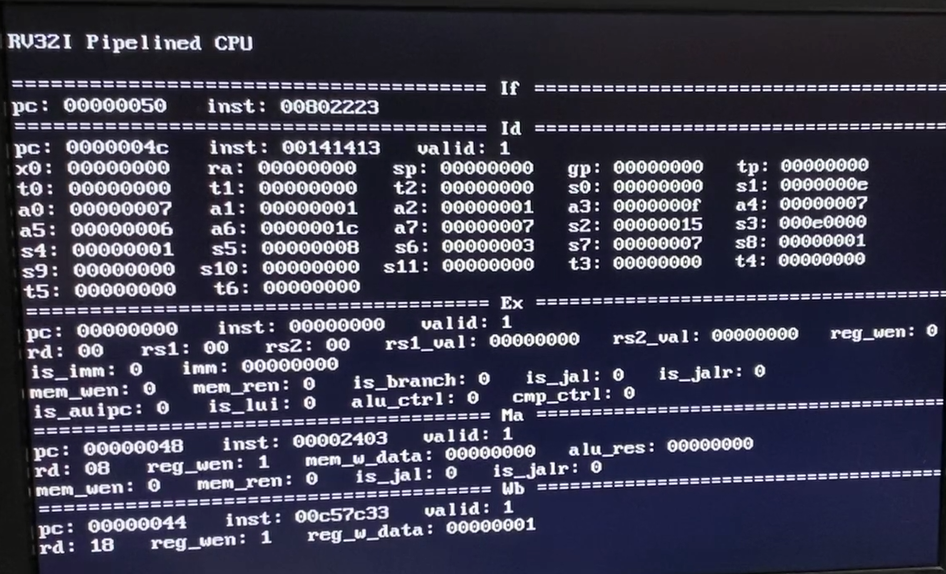 RV32I Pipelined CPU
=================================== If ===================================
pc: 00000050 inst: 00802223
=================================== Id ===================================
pc: 0000004c inst: 00141413 valid: 1
x0: 00000000 ra: 00000000 sp: 00000000 gp: 00000000 tp: 00000000
t0: 00000000 t1: 00000000 t2: 00000000 s0: 00000000 s1: 0000000e
a0: 00000007 a1: 00000001 a2: 00000001 a3: 0000000f a4: 00000007
a5: 00000006 a6: 0000001c a7: 00000007 s2: 00000015 s3: 000e0000
s4: 00000001 s5: 00000008 s6: 00000003 s7: 00000007 s8: 00000001
s9: 00000000 s10: 00000000 s11: 00000000 t3: 00000000 t4: 00000000
t5: 00000000 t6: 00000000
=================================== Ex ===================================
pc: 00000000 inst: 00000000 valid: 1
rd: 00 rs1: 00 rs2: 00 rs1_val: 00000000 rs2_val: 00000000 reg_wen: 0
is_imm: 0 imm: 00000000
mem_wen: 0 mem_ren: 0 is_branch: 0 is_jal: 0 is_jalr: 0
is_auipc: 0 is_lui: 0 alu_ctrl: 0 cmp_ctrl: 0
=================================== Ma ===================================
pc: 00000048 inst: 00002403 valid: 1
rd: 08 reg_wen: 1 mem_w_data: 00000000 alu_res: 00000000
mem_wen: 0 mem_ren: 0 is_jal: 0 is_jalr: 0
=================================== Wb ===================================
pc: 00000044 inst: 00c57c33 valid: 1
rd: 18 reg_wen: 1 reg_w_data: 00000001